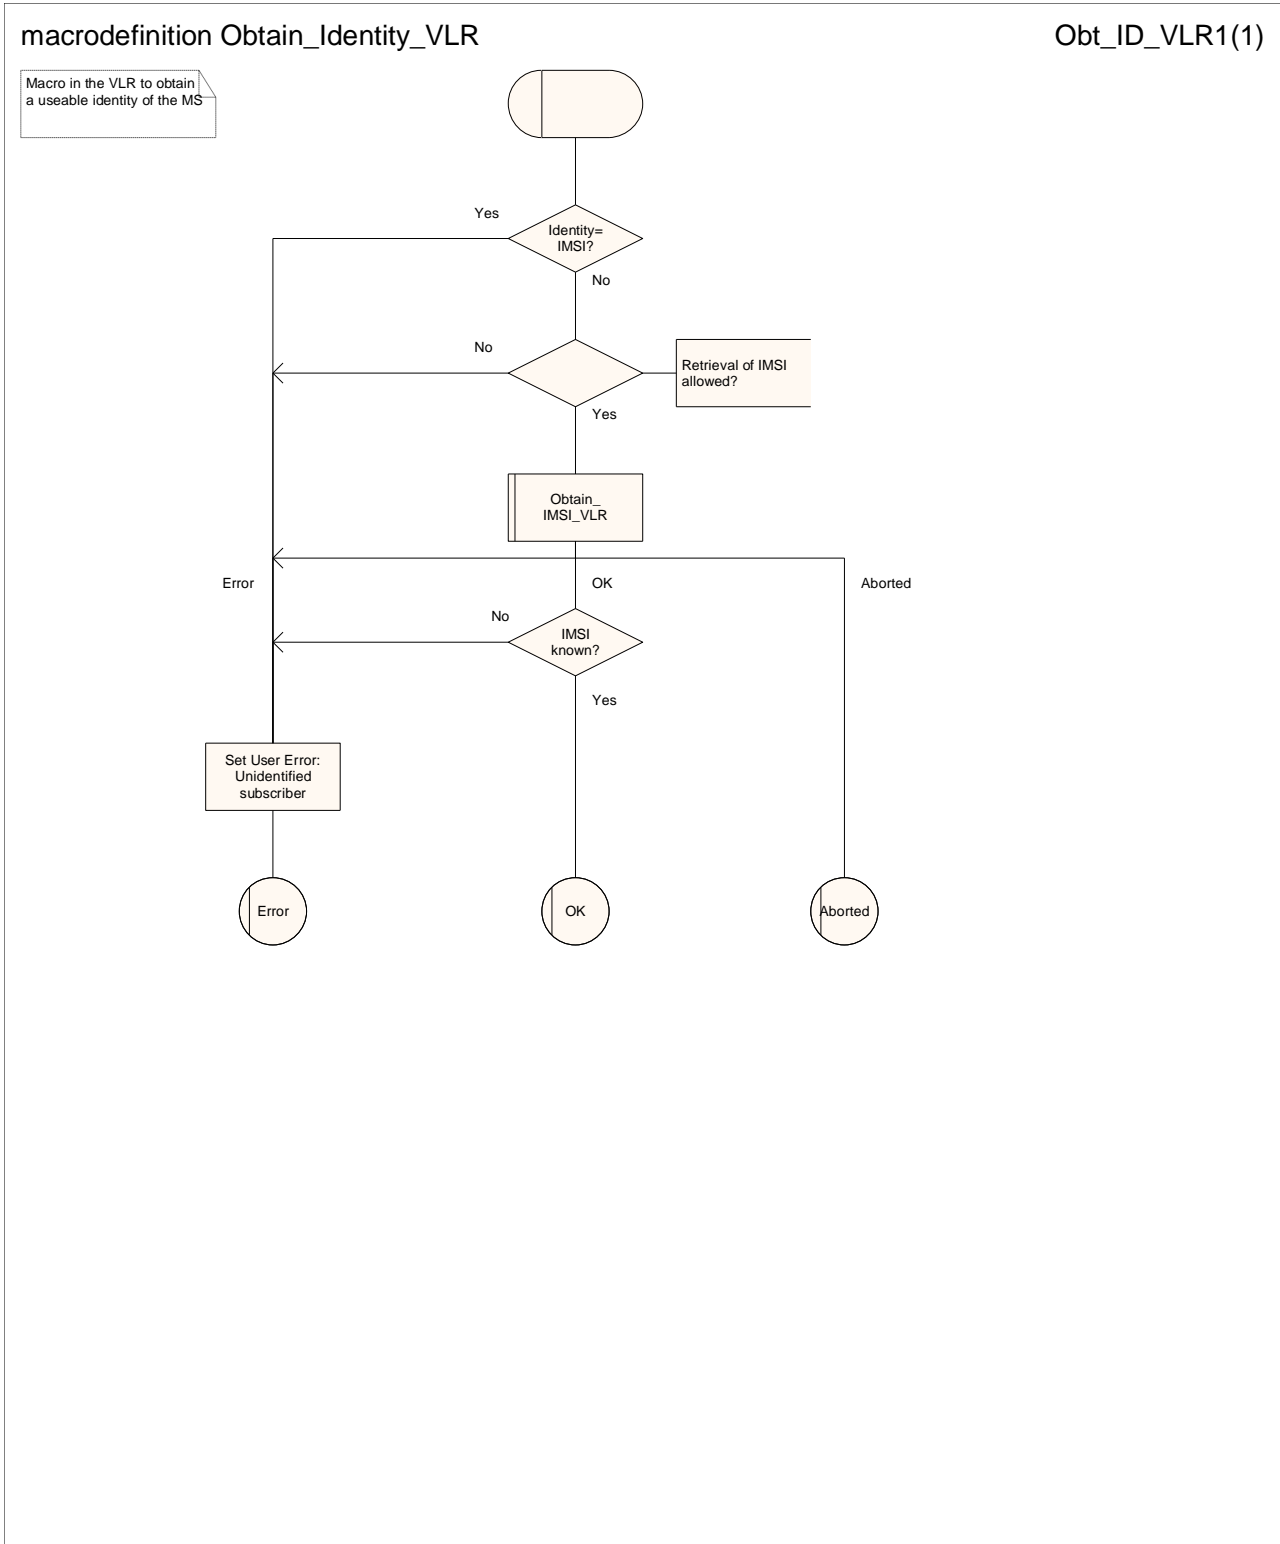 macrodefinition Obtain_Identity_VLR
Obt_ID_VLR1(1)
Macro in the VLR to obtain
a useable identity of the MS
Yes
Identity=
IMSI?
No
No
Retrieval of IMSI
allowed?
Yes
Obtain_
IMSI_VLR
Error
OK
Aborted
No
IMSI
known?
Yes
Set User Error:
Unidentified
subscriber
Error
OK
Aborted